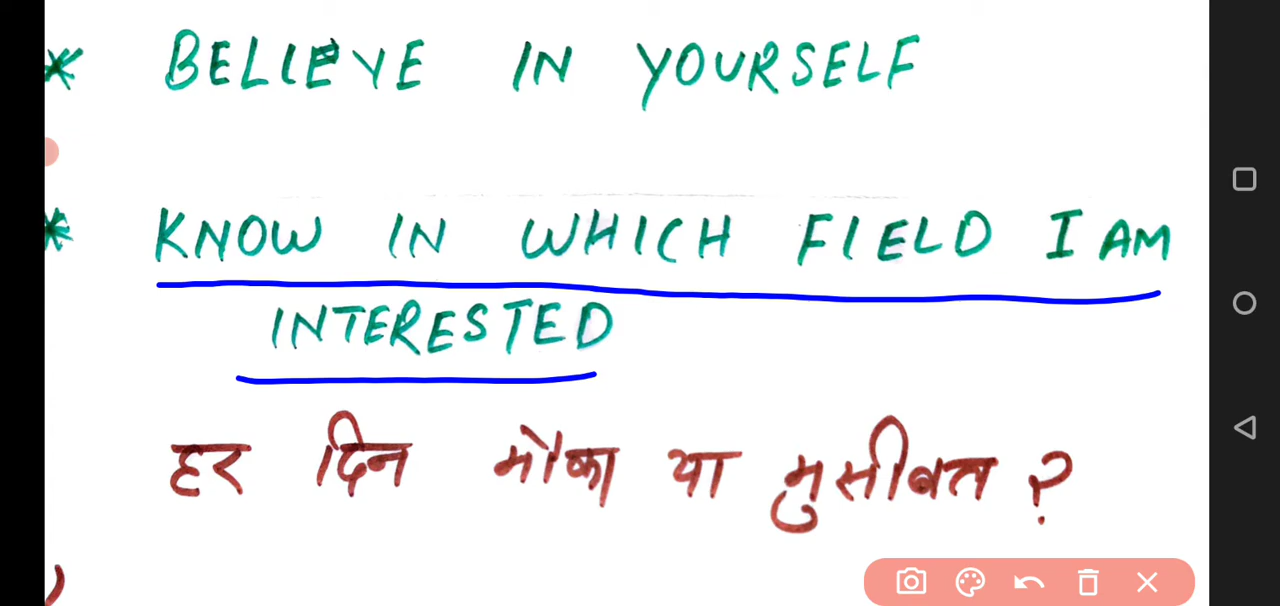 * BELIEVE IN YOURSELF
* KNOW IN WHICH FIELD I AM
INTERESTED
हर दिन मौका या मुसीबत ?